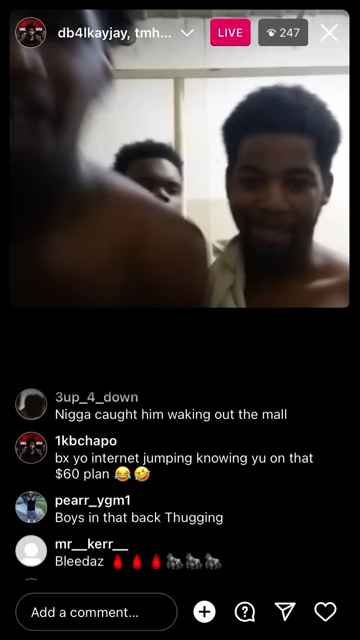 db4lkayjay, tmh...
LIVE
247
3up_4_down
Nigga caught him waking out the mall
1kbchapo
bx yo internet jumping knowing yu on that
$60 plan 😂🤣
pearr_ygm1
Boys in that back Thugging
mr__kerr__
Bleedaz 🩸🩸🩸🦍🦍🦍
Add a comment...